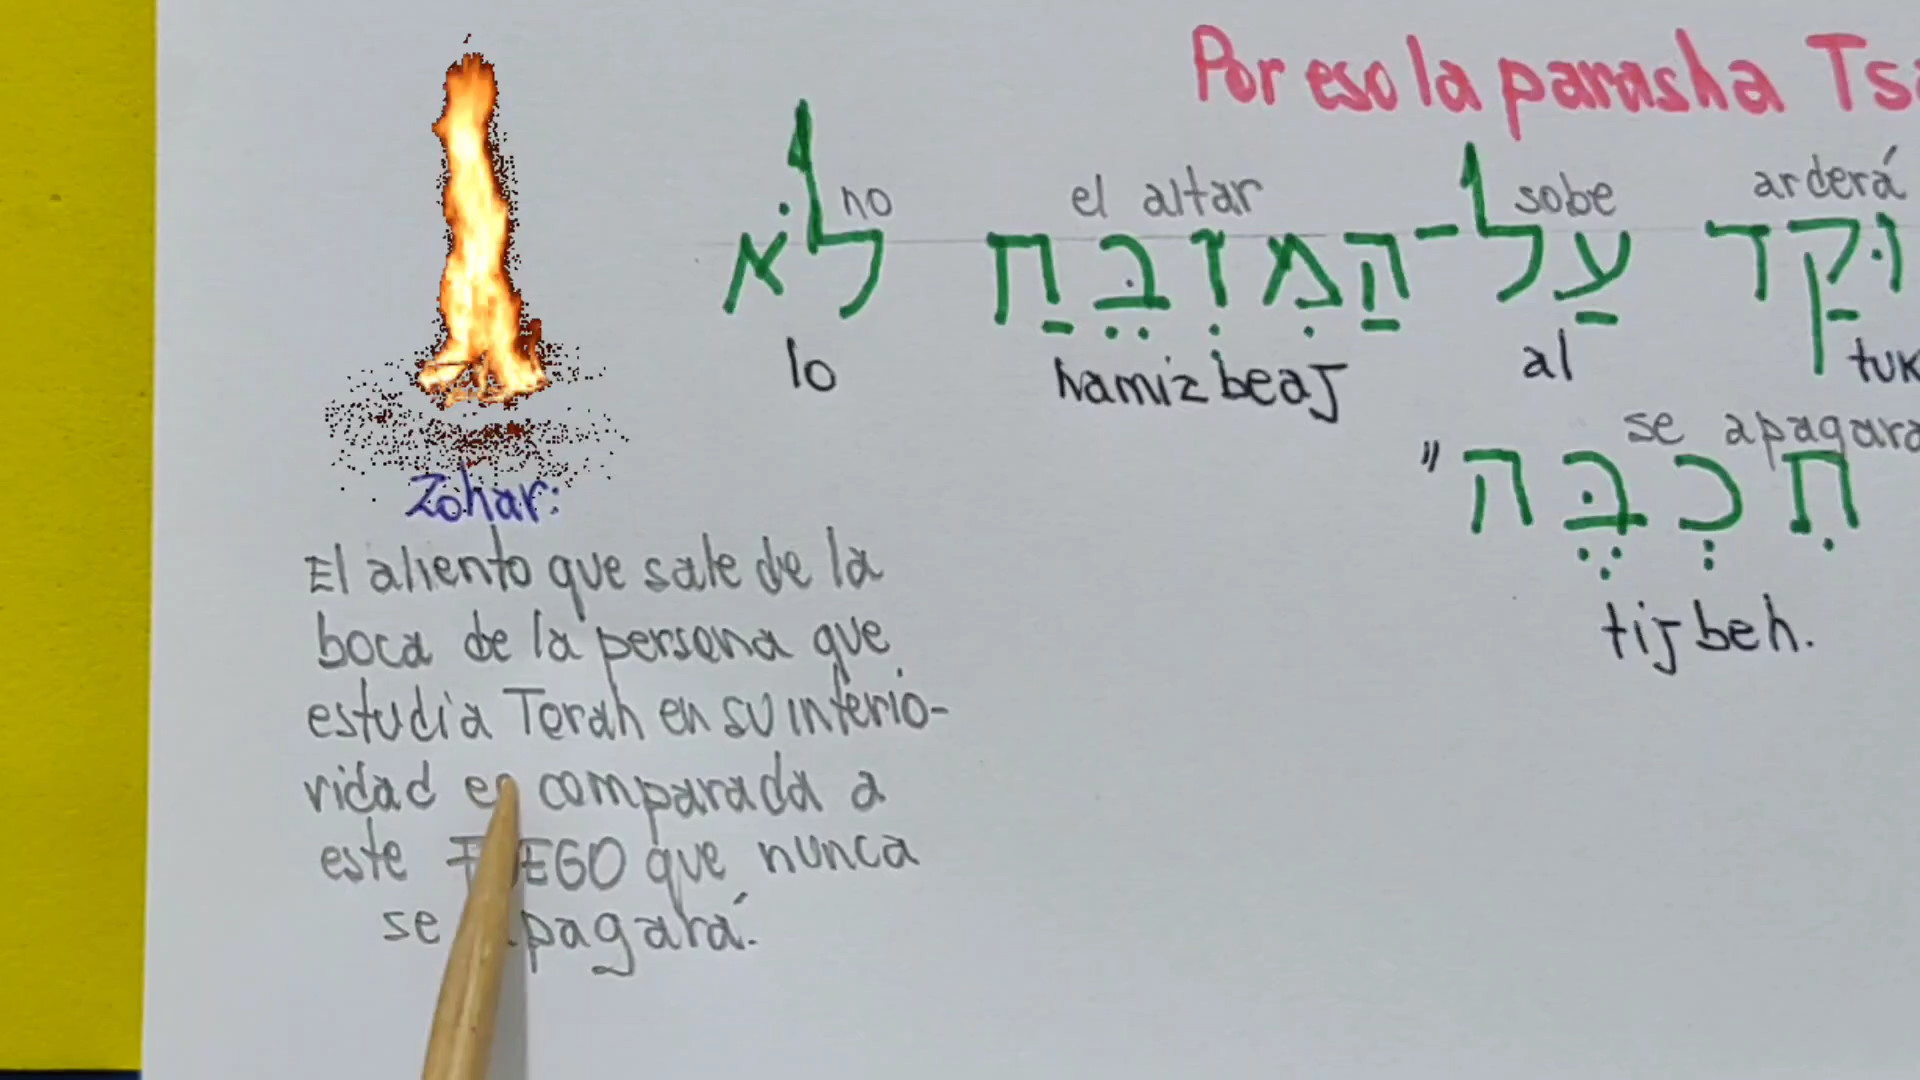 Por eso la parasha
no el altar sobe arderá
וּקַד עַל־הַמִּזְבֵּחַ לֹא
lo hamizbeaj al tuk
se apagara
תִכְבֶּה"
tijbeh.
Zohar:
El aliento que sale de la
boca de la persona que
estudia Torah en su interio-
ridad es comparada a
este FUEGO que nunca
se apagará.